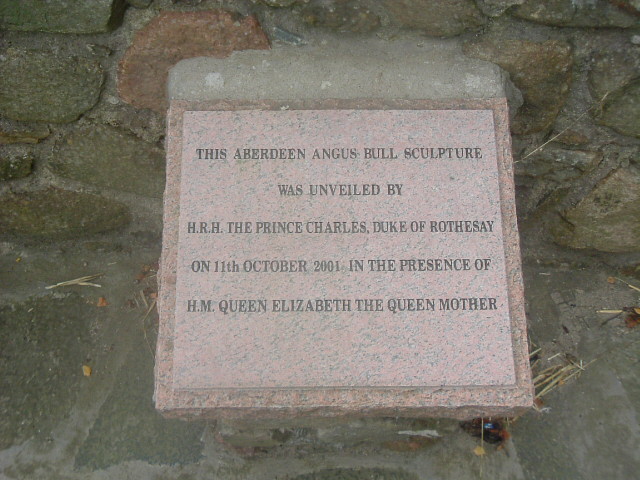 THIS ABERDEEN ANGUS BULL SCULPTURE
WAS UNVEILED BY
H.R.H. THE PRINCE CHARLES, DUKE OF ROTHESAY
ON 11th OCTOBER 2001 IN THE PRESENCE OF
H.M. QUEEN ELIZABETH THE QUEEN MOTHER